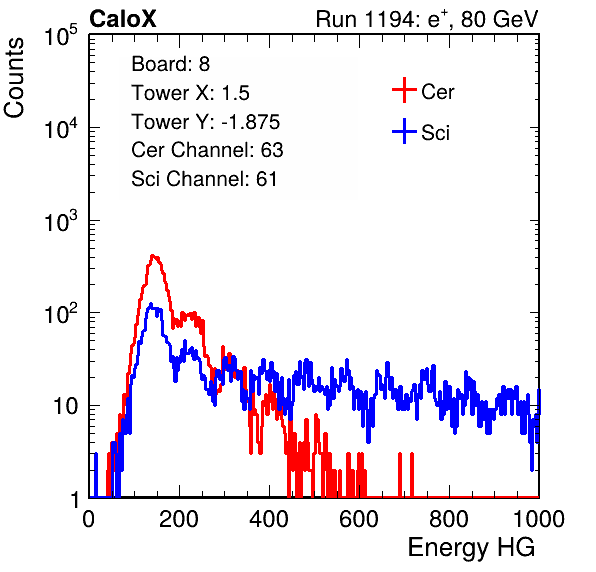 CaloX Run 1194: e⁺, 80 GeV
Counts
10⁵
10⁴
10³
10²
10
1
Board: 8
Tower X: 1.5
Tower Y: -1.875
Cer Channel: 63
Sci Channel: 61
Cer
Sci
0 200 400 600 800 1000
Energy HG